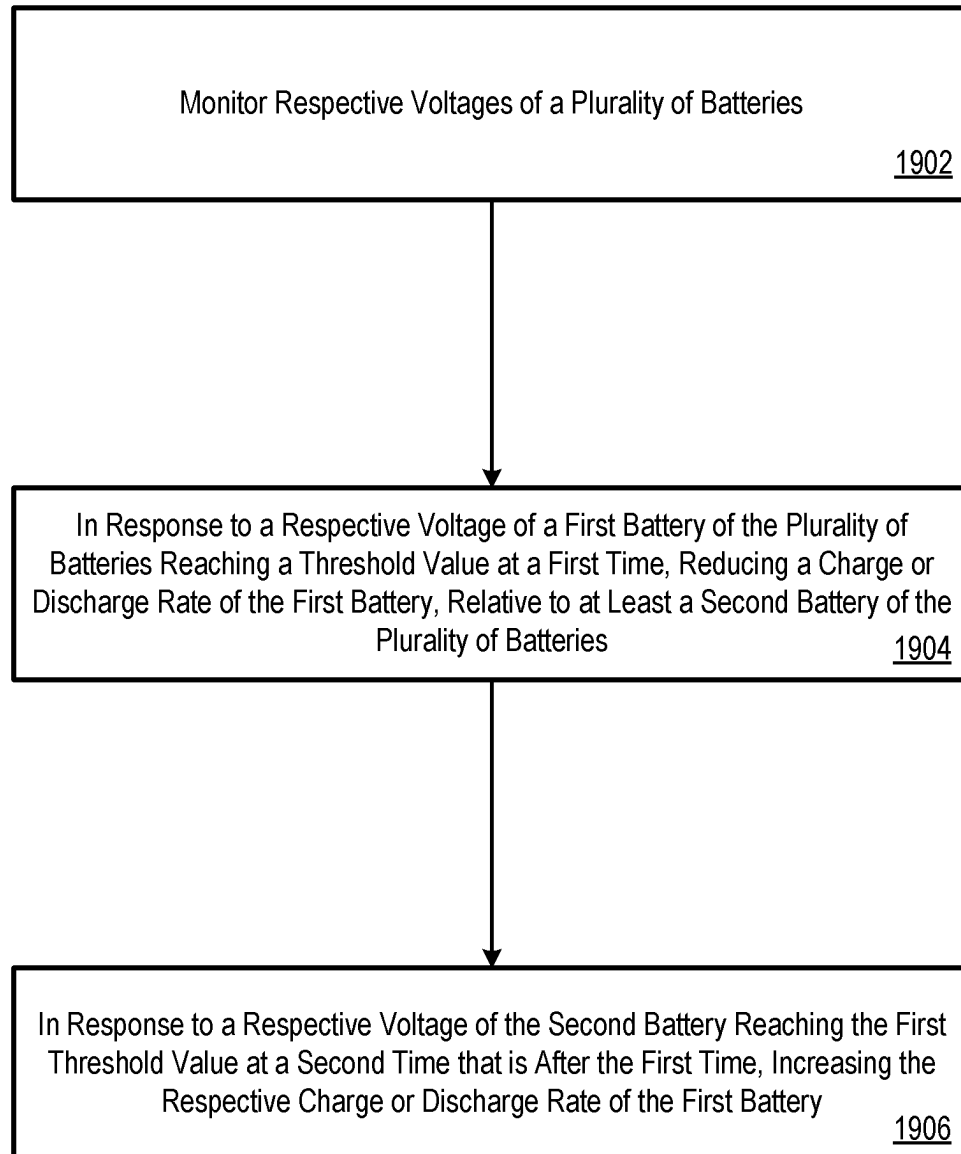 Monitor Respective Voltages of a Plurality of Batteries
1902
In Response to a Respective Voltage of a First Battery of the Plurality of
Batteries Reaching a Threshold Value at a First Time, Reducing a Charge or
Discharge Rate of the First Battery, Relative to at Least a Second Battery of the
Plurality of Batteries
1904
In Response to a Respective Voltage of the Second Battery Reaching the First
Threshold Value at a Second Time that is After the First Time, Increasing the
Respective Charge or Discharge Rate of the First Battery
1906